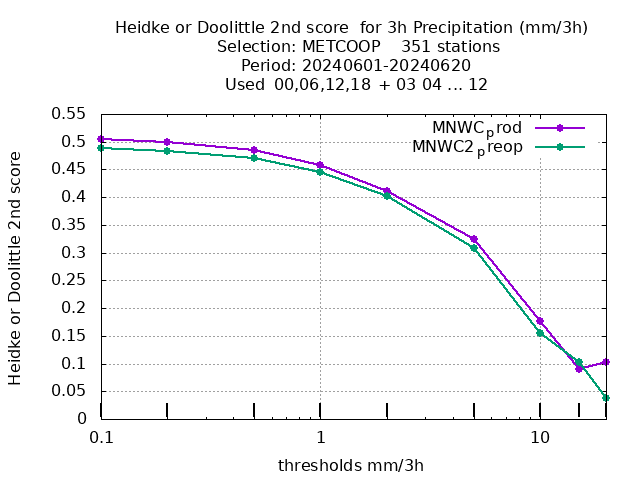 Heidke or Doolittle 2nd score  for 3h Precipitation (mm/3h)
Selection: METCOOP    351 stations
Period: 20240601-20240620
Used  00,06,12,18  + 03 04 ... 12
MNWC_prod
MNWC2_preop
0.55
0.5
0.45
0.4
0.35
0.3
0.25
0.2
0.15
0.1
0.05
0
Heidke or Doolittle 2nd score
0.1 1 10
thresholds mm/3h